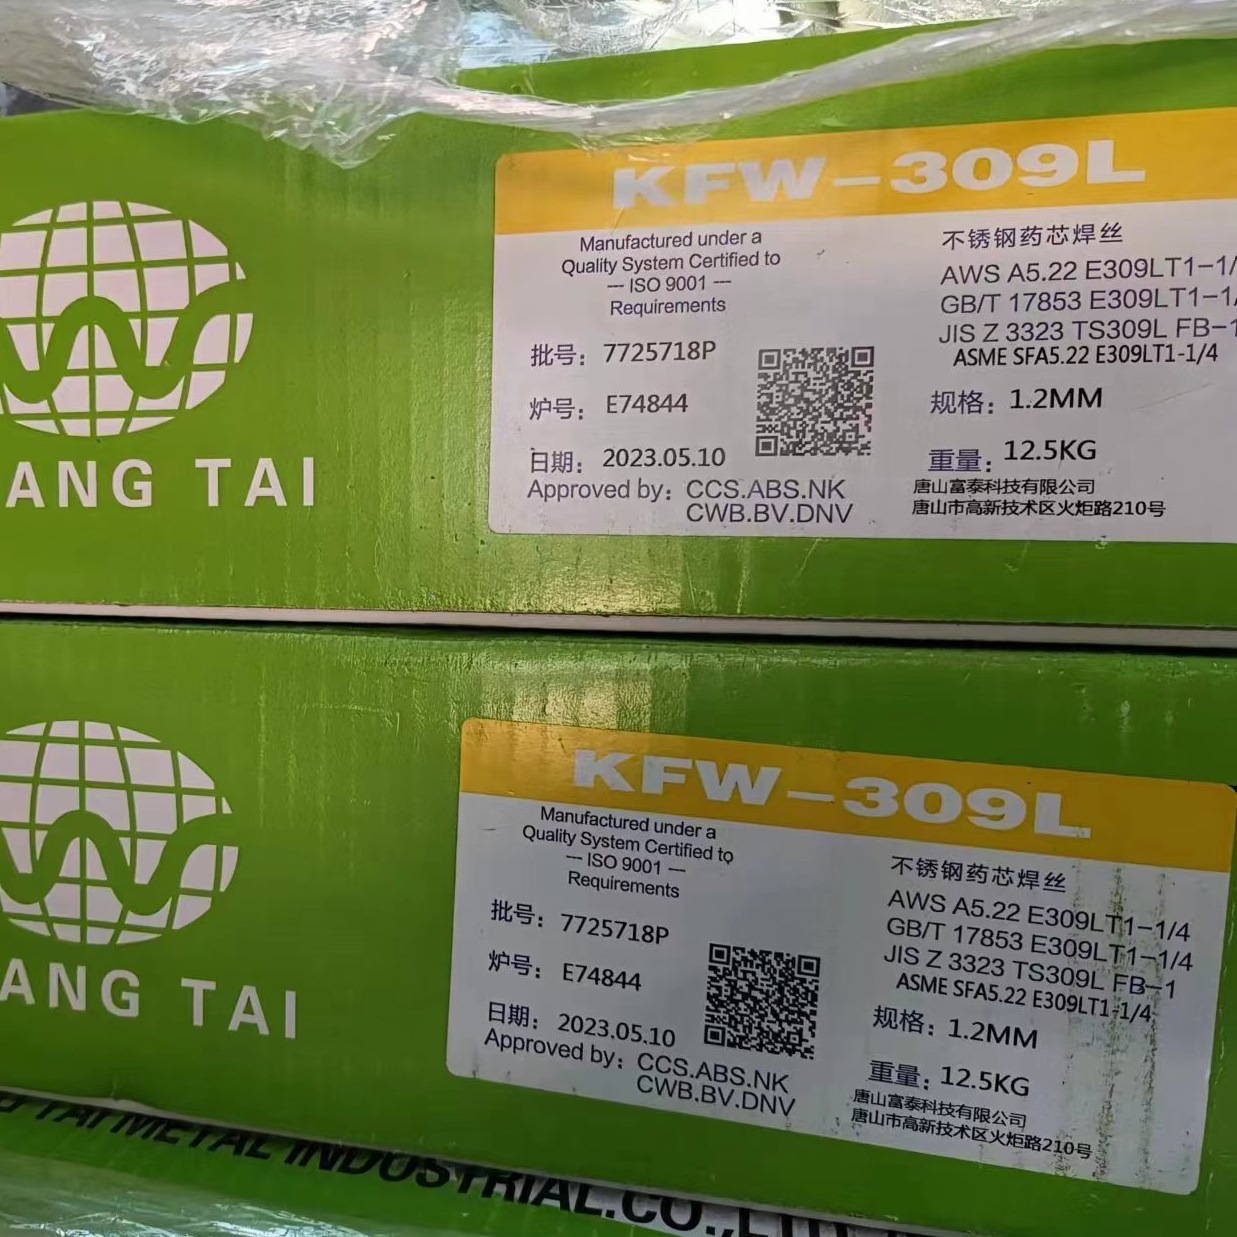 KFW-309L
Manufactured under a
Quality System Certified to
--- ISO 9001 ---
Requirements
批号: 7725718P
炉号: E74844
日期: 2023.05.10
Approved by: CCS.ABS.NK
CWB.BV.DNV
不锈钢药芯焊丝
AWS A5.22 E309LT1-1/
GB/T 17853 E309LT1-1/
JIS Z 3323 TS309L FB-1
ASME SFA5.22 E309LT1-1/4
规格: 1.2MM
重量: 12.5KG
唐山富泰科技有限公司
唐山市高新技术区火炬路210号
ANG TAI
KFW-309L
Manufactured under a
Quality System Certified to
--- ISO 9001 ---
Requirements
批号: 7725718P
炉号: E74844
日期: 2023.05.10
Approved by: CCS.ABS.NK
CWB.BV.DNV
不锈钢药芯焊丝
AWS A5.22 E309LT1-1/4
GB/T 17853 E309LT1-1/4
JIS Z 3323 TS309L FB-1
ASME SFA5.22 E309LT1-1/4
规格: 1.2MM
重量: 12.5KG
唐山富泰科技有限公司
唐山市高新技术区火炬路210号
ANG TAI
TAI METAL INDUSTRIAL.CO.,LTD